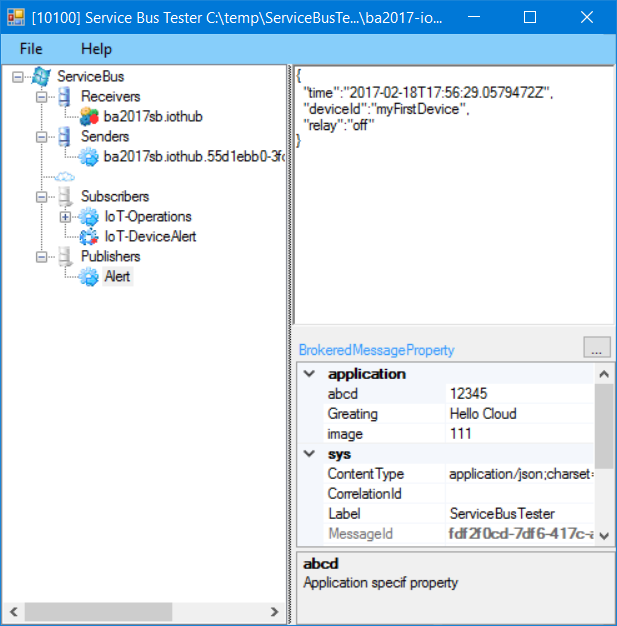 [10100] Service Bus Tester C:\temp\ServiceBusTe...\ba2017-io...
File Help
ServiceBus
Receivers
ba2017sb.iothub
Senders
ba2017sb.iothub.55d1ebb0-3fc
Subscribers
IoT-Operations
IoT-DeviceAlert
Publishers
Alert
{
"time":"2017-02-18T17:56:29.0579472Z",
"deviceId":"myFirstDevice",
"relay":"off"
}
BrokeredMessageProperty
...
application
abcd 12345
Greating Hello Cloud
image 111
sys
ContentType application/json;charset=
CorrelationId
Label ServiceBusTester
MessageId fdf2f0cd-7df6-417c-a
abcd
Application specif property